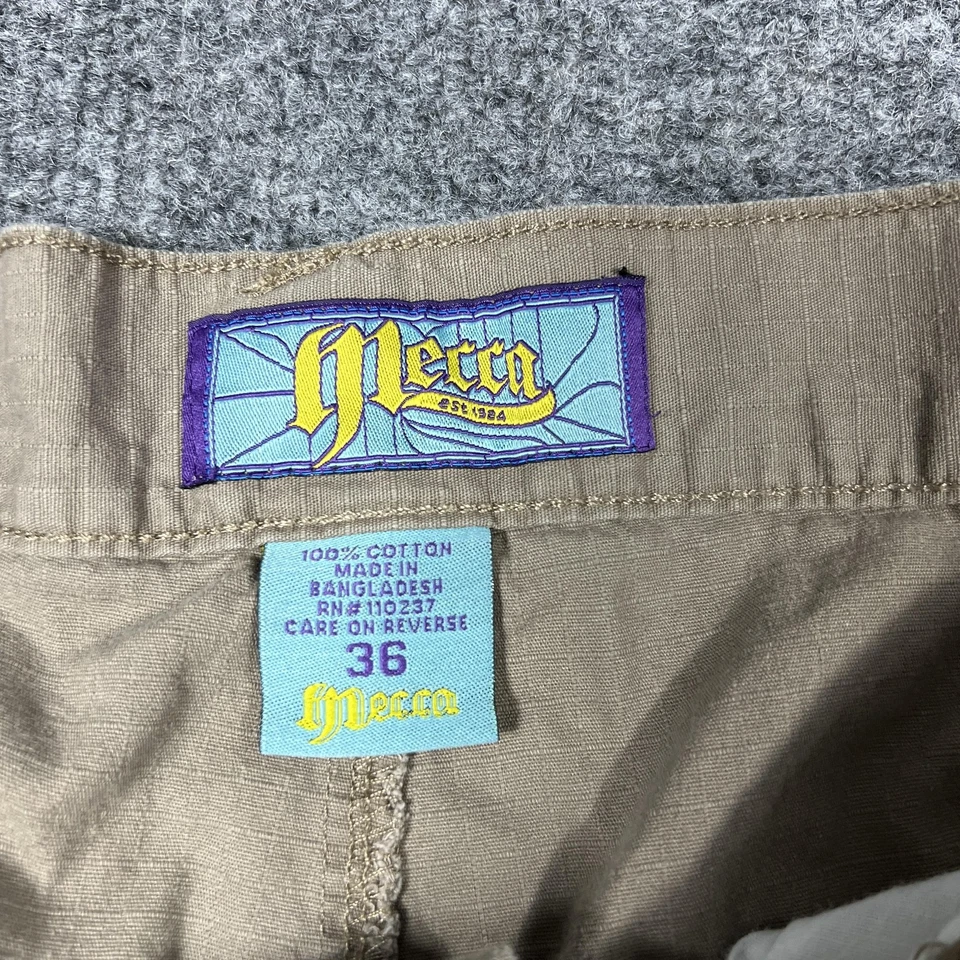 Mecca
est 1984
100% COTTON
MADE IN
BANGLADESH
RN# 110237
CARE ON REVERSE
36
Mecca